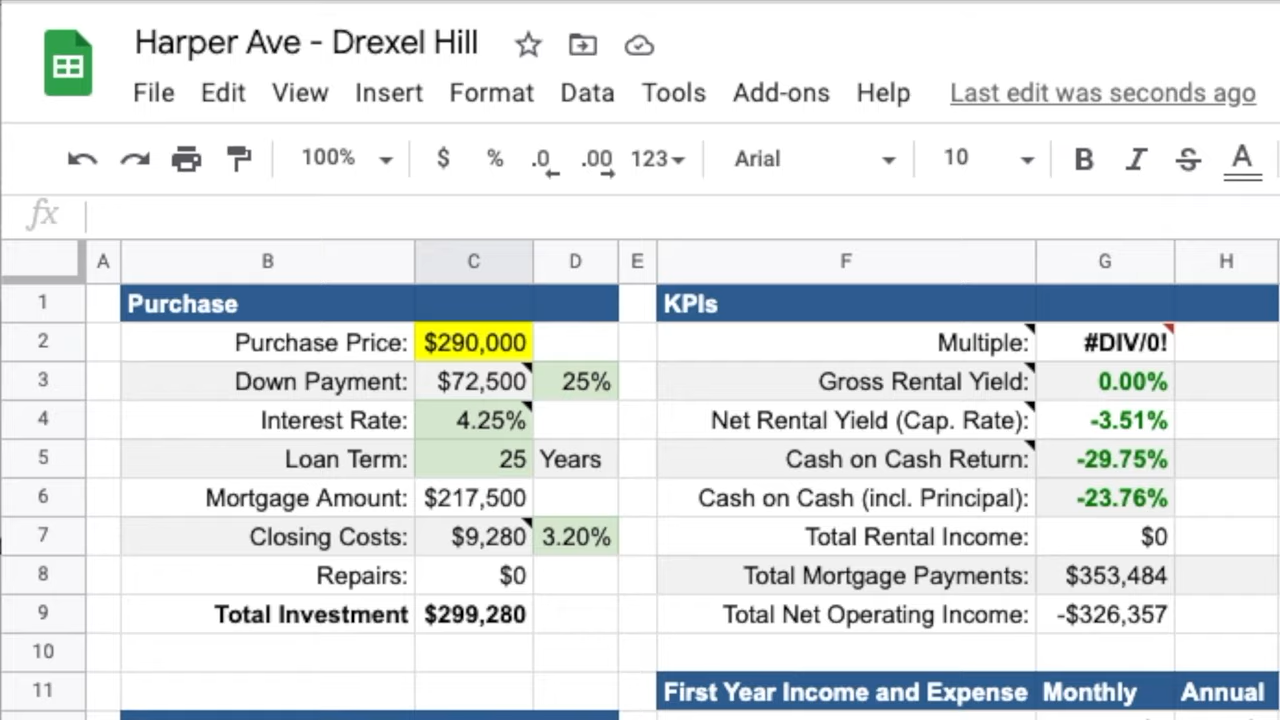 Harper Ave - Drexel Hill
File Edit View Insert Format Data Tools Add-ons Help Last edit was seconds ago
100% $ % .0 .00 123 Arial 10 B I S A
fx
A B C D E F G H
1 Purchase KPIs
2 Purchase Price: $290,000 Multiple: #DIV/0!
3 Down Payment: $72,500 25% Gross Rental Yield: 0.00%
4 Interest Rate: 4.25% Net Rental Yield (Cap. Rate): -3.51%
5 Loan Term: 25 Years Cash on Cash Return: -29.75%
6 Mortgage Amount: $217,500 Cash on Cash (incl. Principal): -23.76%
7 Closing Costs: $9,280 3.20% Total Rental Income: $0
8 Repairs: $0 Total Mortgage Payments: $353,484
9 Total Investment $299,280 Total Net Operating Income: -$326,357
10
11 First Year Income and Expense Monthly Annual